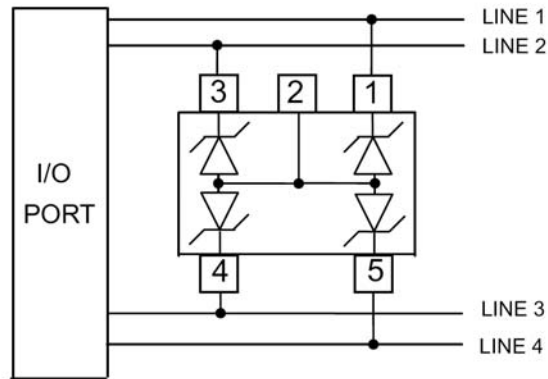 LINE 1
LINE 2
3 2 1
I/O
PORT
4 5
LINE 3
LINE 4